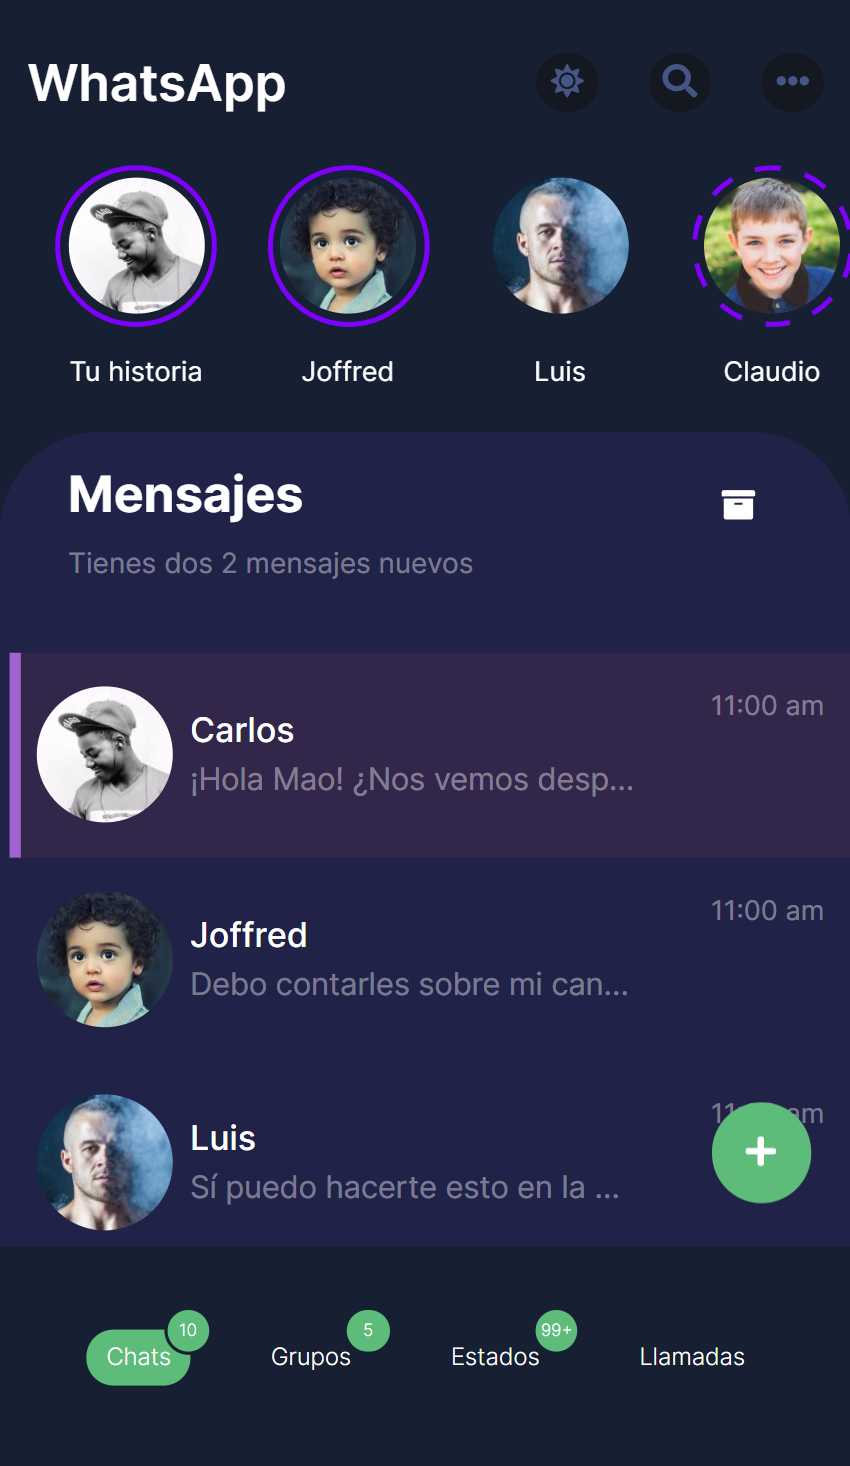 WhatsApp
Tu historia
Joffred
Luis
Claudio
Mensajes
Tienes dos 2 mensajes nuevos
Carlos
11:00 am
¡Hola Mao! ¿Nos vemos desp...
Joffred
11:00 am
Debo contarles sobre mi can...
Luis
am
Sí puedo hacerte esto en la ...
10
5
99+
Chats
Grupos
Estados
Llamadas